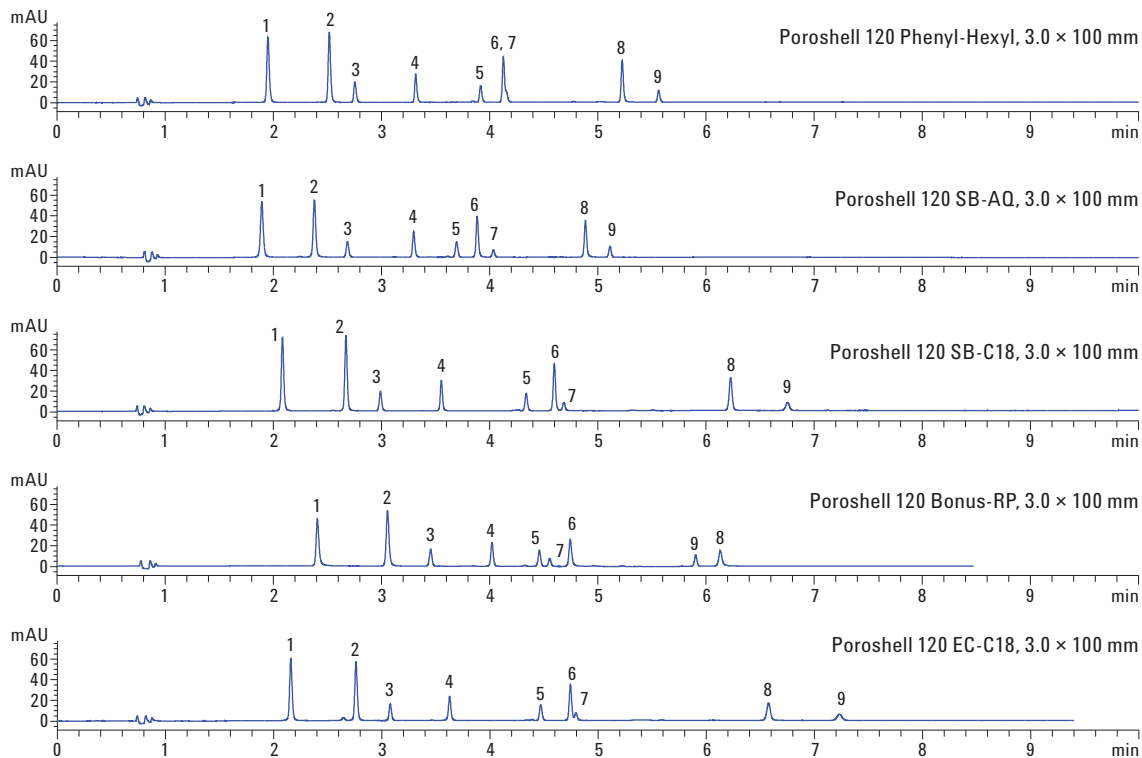 mAU
Poroshell 120 Phenyl-Hexyl, 3.0 × 100 mm
1 2 3 4 5 6, 7 8 9
60
40
20
0
0 1 2 3 4 5 6 7 8 9 min
mAU
Poroshell 120 SB-AQ, 3.0 × 100 mm
1 2 3 4 5 6 7 8 9
60
40
20
0
0 1 2 3 4 5 6 7 8 9 min
mAU
Poroshell 120 SB-C18, 3.0 × 100 mm
1 2 3 4 5 6 7 8 9
60
40
20
0
0 1 2 3 4 5 6 7 8 9 min
mAU
Poroshell 120 Bonus-RP, 3.0 × 100 mm
1 2 3 4 5 7 6 9 8
60
40
20
0
0 1 2 3 4 5 6 7 8 9 min
mAU
Poroshell 120 EC-C18, 3.0 × 100 mm
1 2 3 4 5 6 7 8 9
60
40
20
0
0 1 2 3 4 5 6 7 8 9 min